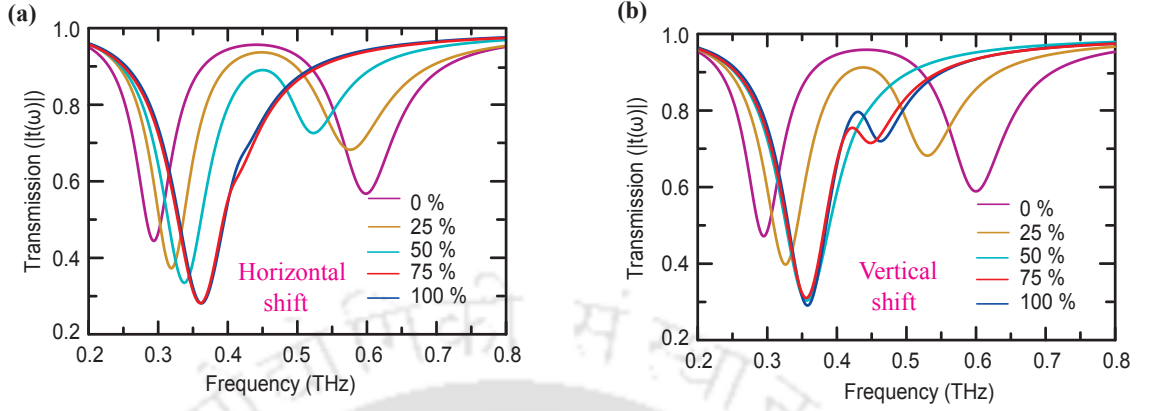 (a)
1.0
0.8
0.6
0.4
0.2
Transmission (|t(ω)|)
0 %
25 %
50 %
75 %
100 %
Horizontal
shift
0.2 0.3 0.4 0.5 0.6 0.7 0.8
Frequency (THz)
(b)
1.0
0.8
0.6
0.4
0.2
Transmission (|t(ω)|)
0 %
25 %
50 %
75 %
100 %
Vertical
shift
0.2 0.3 0.4 0.5 0.6 0.7 0.8
Frequency (THz)